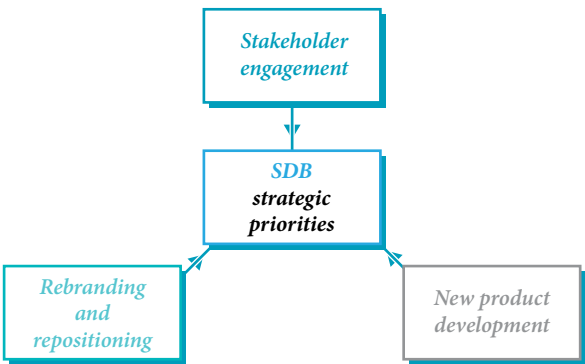 Stakeholder
engagement
SDB
strategic
priorities
Rebranding
and
repositioning
New product
development